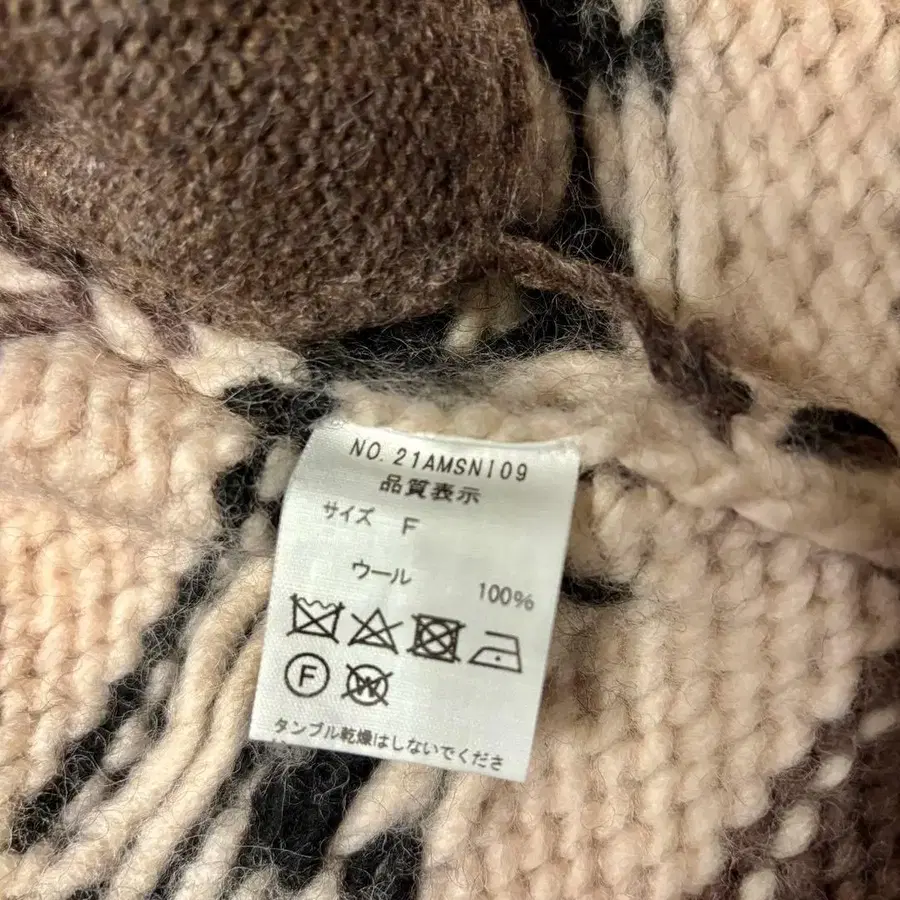 NO.21AMSNI09
品質表示
サイズ F
ウール 100%
F W
タンブル乾燥はしないでくださ